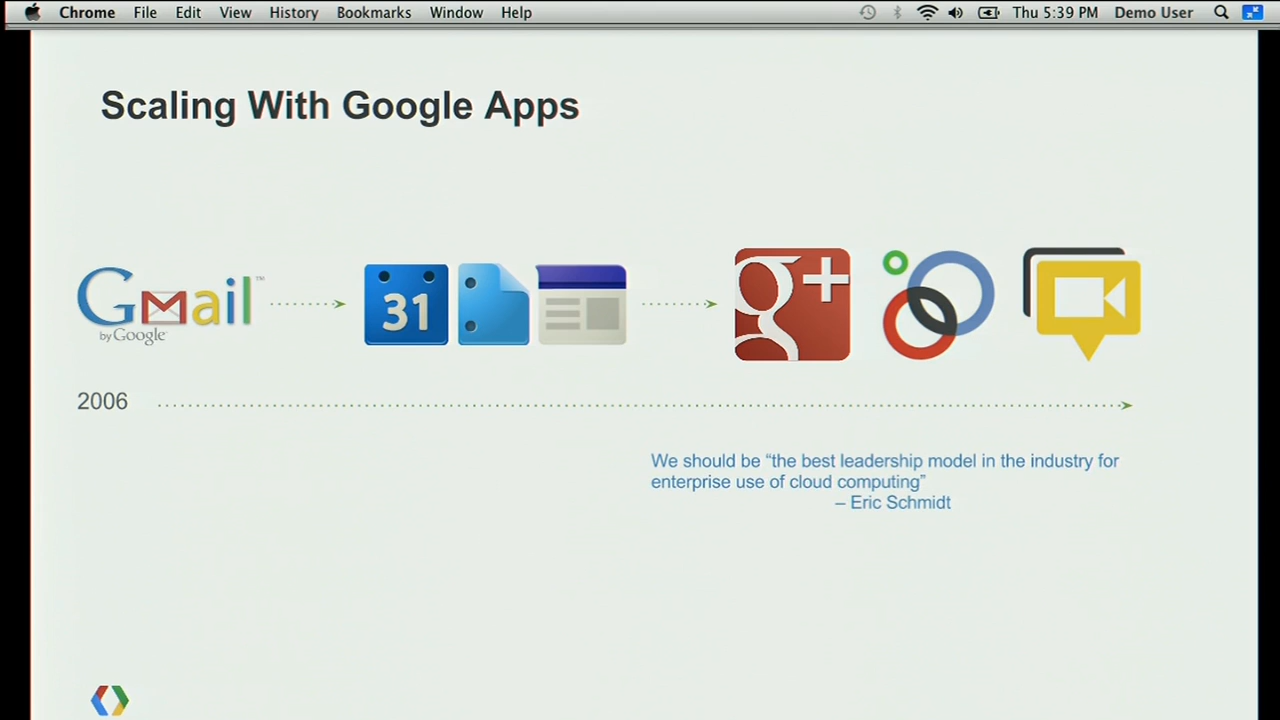 Chrome File Edit View History Bookmarks Window Help Thu 5:39 PM Demo User
Scaling With Google Apps
Gmail™
by Google
31
g+
2006
We should be “the best leadership model in the industry for
enterprise use of cloud computing”
– Eric Schmidt